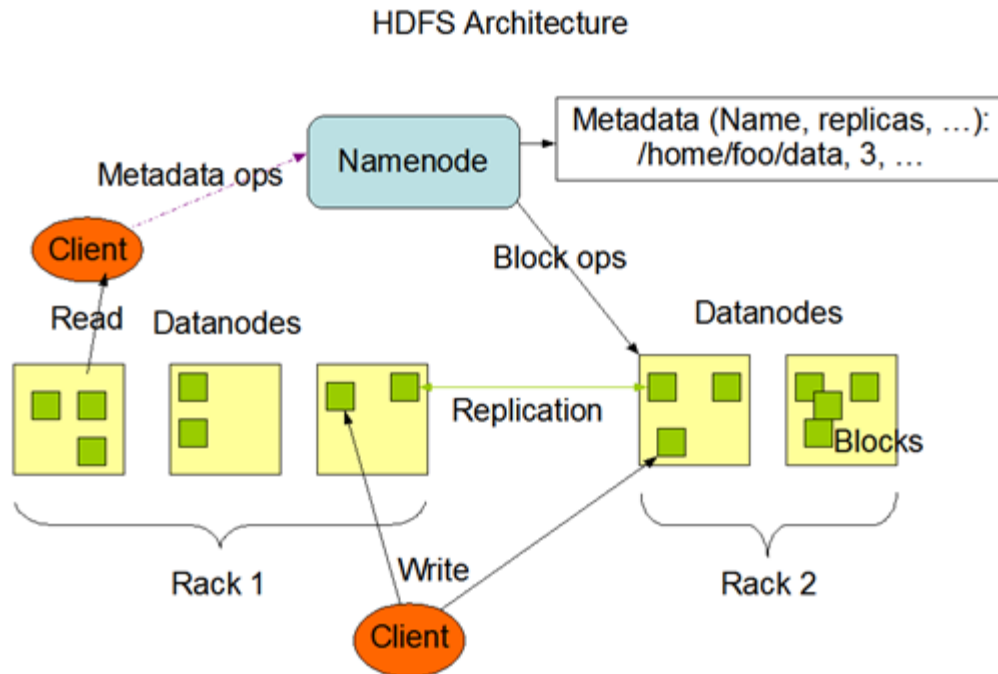 HDFS Architecture
Metadata (Name, replicas, …):
/home/foo/data, 3, …
Namenode
Metadata ops
Client
Block ops
Read
Datanodes
Datanodes
Replication
Blocks
Rack 1
Write
Rack 2
Client